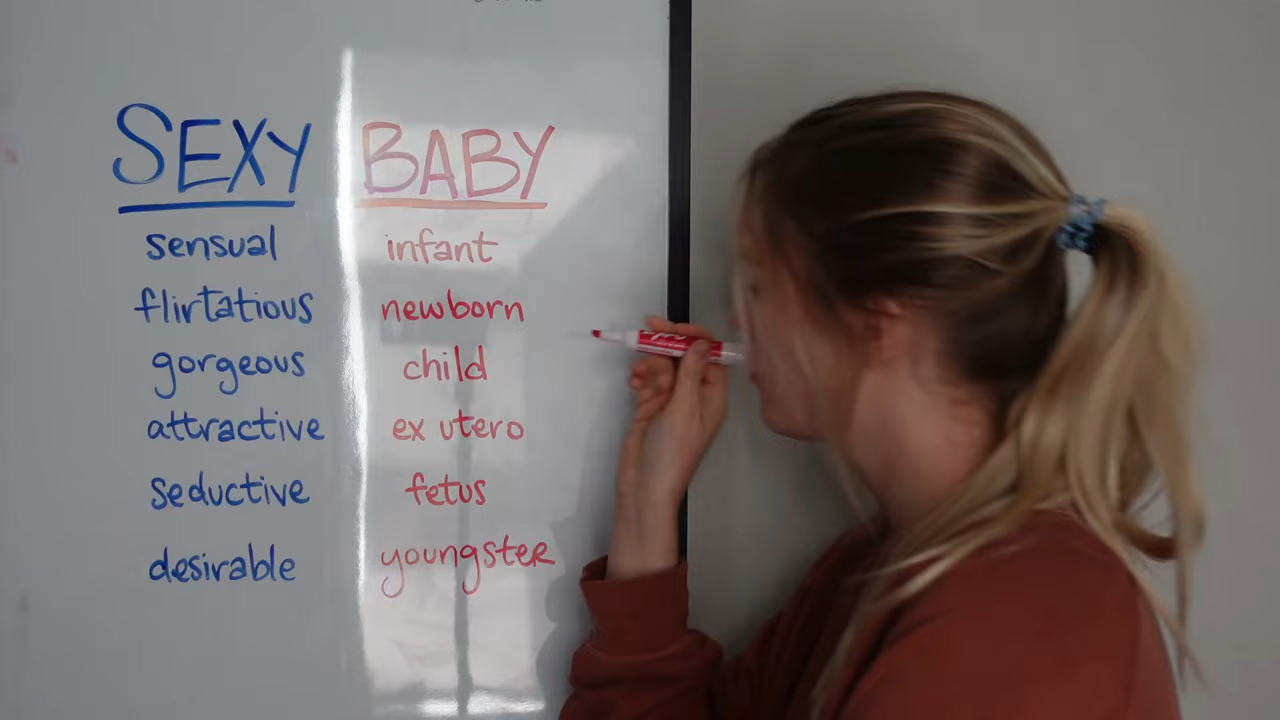 SEXY BABY
sensual infant
flirtatious newborn
gorgeous child
attractive ex utero
seductive fetus
desirable youngster